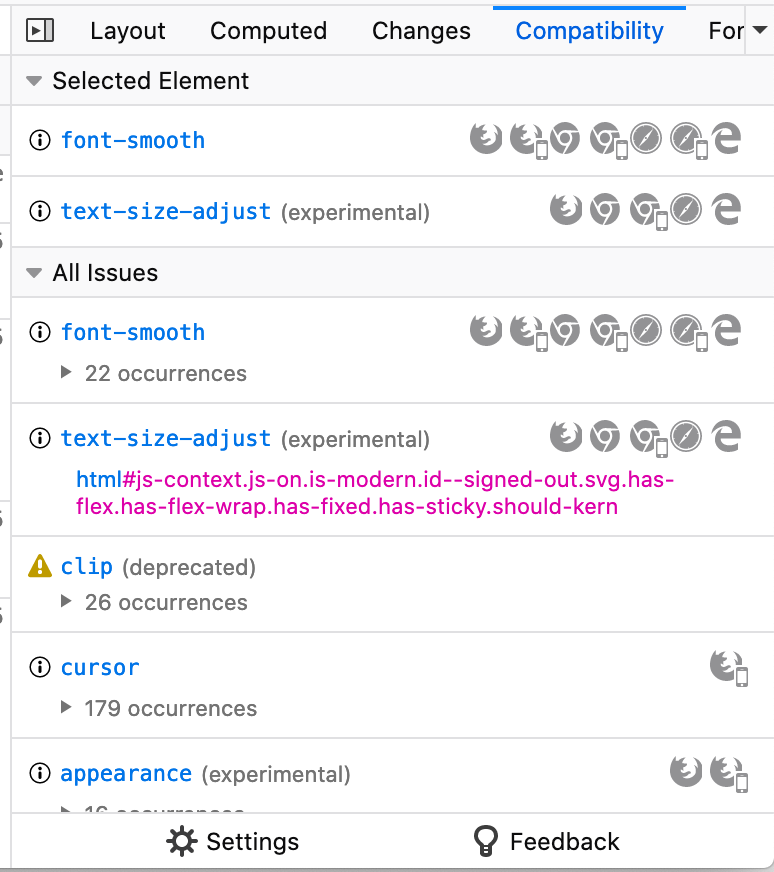 Layout Computed Changes Compatibility For
Selected Element
font-smooth
text-size-adjust (experimental)
All Issues
font-smooth
22 occurrences
text-size-adjust (experimental)
html#js-context.js-on.is-modern.id--signed-out.svg.has-
flex.has-flex-wrap.has-fixed.has-sticky.should-kern
clip (deprecated)
26 occurrences
cursor
179 occurrences
appearance (experimental)
16 occurrences
Settings Feedback